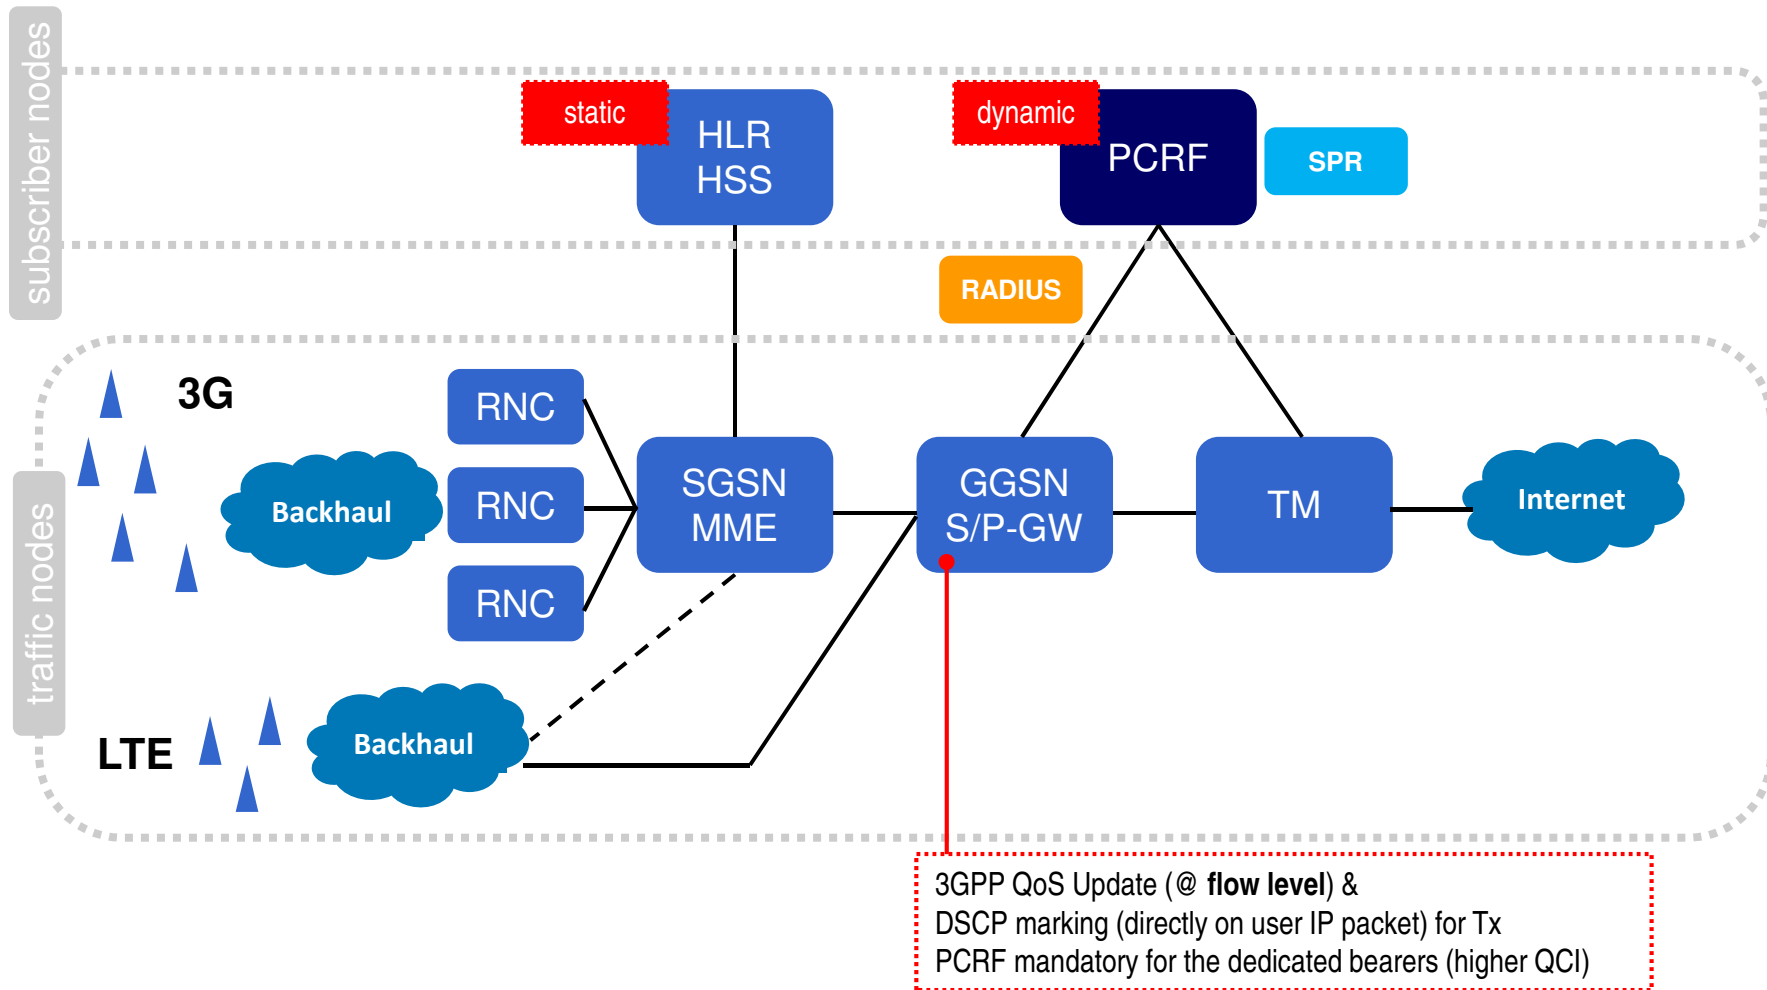 subscriber nodes
static
HLR
HSS
dynamic
PCRF
SPR
RADIUS
traffic nodes
3G
RNC
RNC
RNC
Backhaul
SGSN
MME
GGSN
S/P-GW
TM
Internet
LTE
Backhaul
3GPP QoS Update (@ flow level) &
DSCP marking (directly on user IP packet) for Tx
PCRF mandatory for the dedicated bearers (higher QCI)